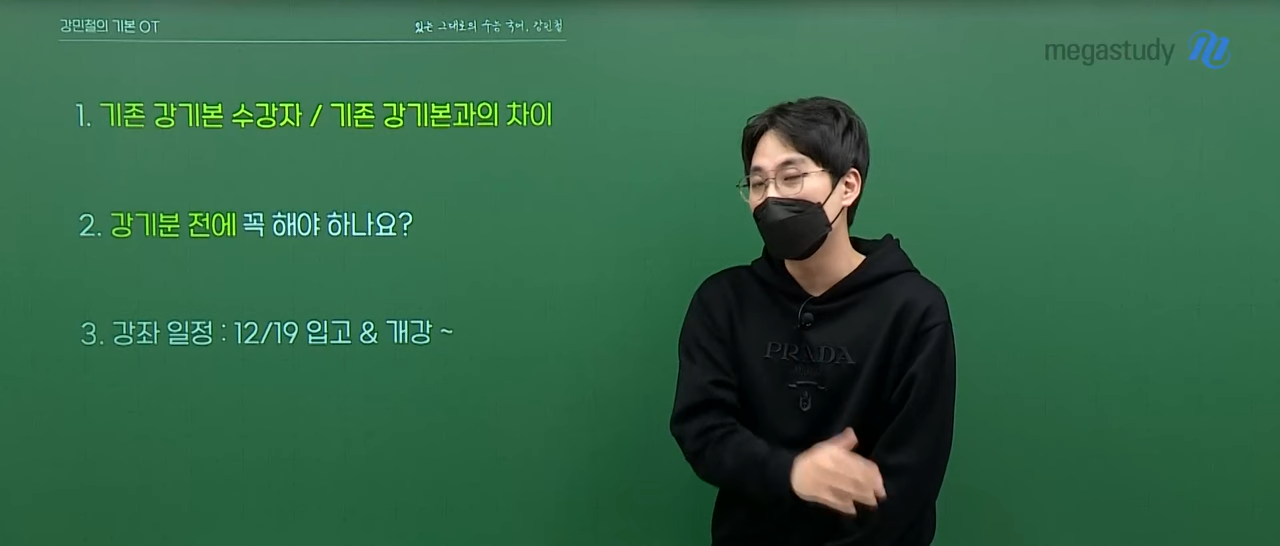 강민철의 기본 OT
있는 그대로의 수능 국어, 강민철
megastudy
1. 기존 강기본 수강자 / 기존 강기본과의 차이
2. 강기분 전에 꼭 해야 하나요?
3. 강좌 일정 : 12/19 입고 & 개강 ~
PRADA